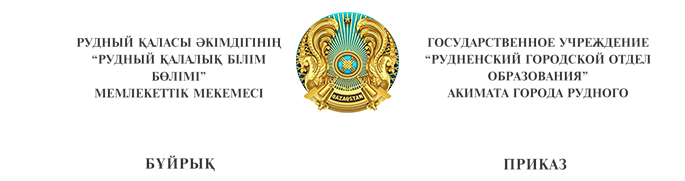 РУДНЫЙ ҚАЛАСЫ ӘКІМДІГІНІҢ
“РУДНЫЙ ҚАЛАЛЫҚ БІЛІМ
БӨЛІМІ”
МЕМЛЕКЕТТІК МЕКЕМЕСІ
QAZAQSTAN
ГОСУДАРСТВЕННОЕ УЧРЕЖДЕНИЕ
“РУДНЕНСКИЙ ГОРОДСКОЙ ОТДЕЛ
ОБРАЗОВАНИЯ”
АКИМАТА ГОРОДА РУДНОГО
БҰЙРЫҚ
ПРИКАЗ